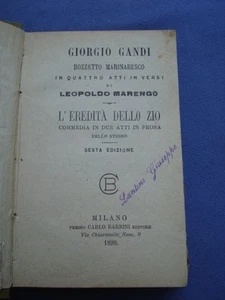 GIORGIO GANDI
BOZZETTO MARINARESCO
IN QUATTRO ATTI IN VERSI
DI
LEOPOLDO MARENGO
L'EREDITÀ DELLO ZIO
COMMEDIA IN DUE ATTI IN PROSA
DELLO STESSO
SESTA EDIZIONE
CB
Giuseppe
MILANO
PRESSO CARLO BARBINI EDITORE
Via Chiaravalle, Num. 9